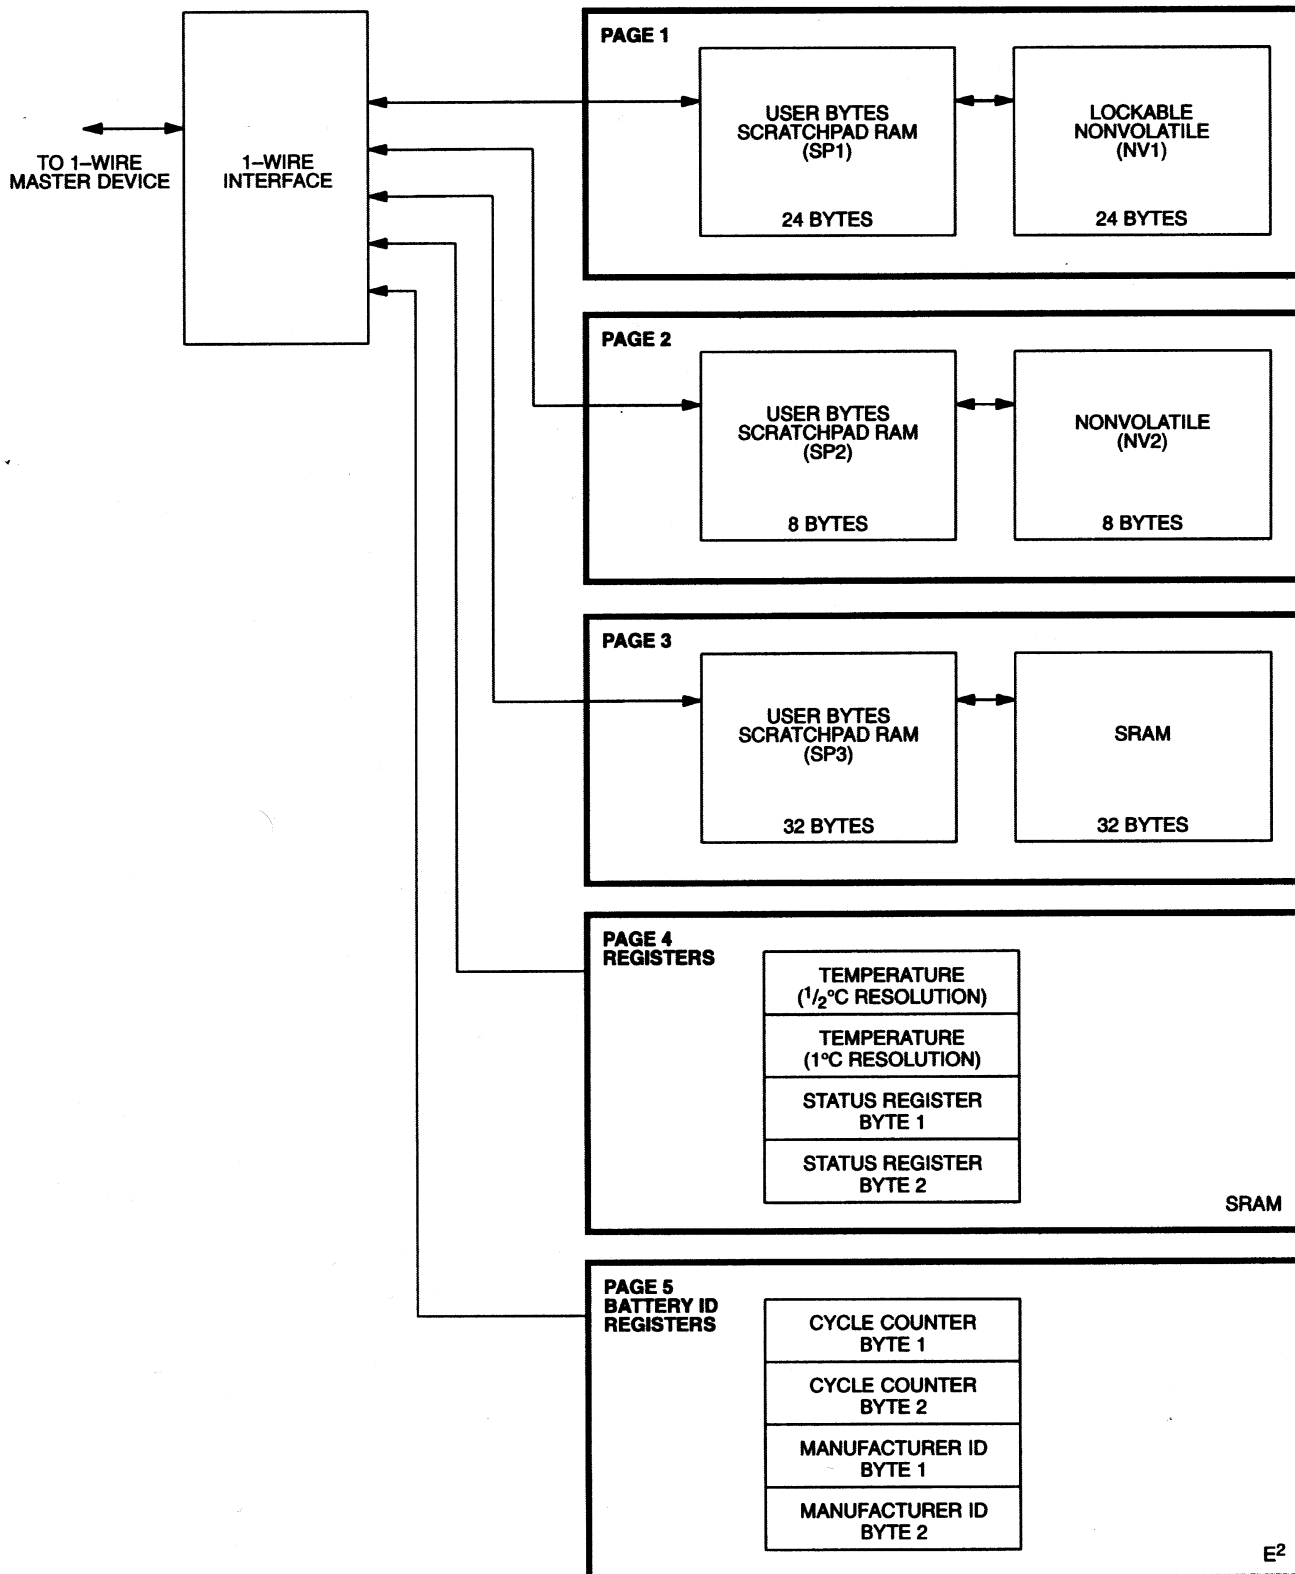 TO 1–WIRE
MASTER DEVICE
1–WIRE
INTERFACE
PAGE 1
USER BYTES
SCRATCHPAD RAM
(SP1)
24 BYTES
LOCKABLE
NONVOLATILE
(NV1)
24 BYTES
PAGE 2
USER BYTES
SCRATCHPAD RAM
(SP2)
8 BYTES
NONVOLATILE
(NV2)
8 BYTES
PAGE 3
USER BYTES
SCRATCHPAD RAM
(SP3)
32 BYTES
SRAM
32 BYTES
PAGE 4
REGISTERS
TEMPERATURE
(1/2°C RESOLUTION)
TEMPERATURE
(1°C RESOLUTION)
STATUS REGISTER
BYTE 1
STATUS REGISTER
BYTE 2
SRAM
PAGE 5
BATTERY ID
REGISTERS
CYCLE COUNTER
BYTE 1
CYCLE COUNTER
BYTE 2
MANUFACTURER ID
BYTE 1
MANUFACTURER ID
BYTE 2
E²